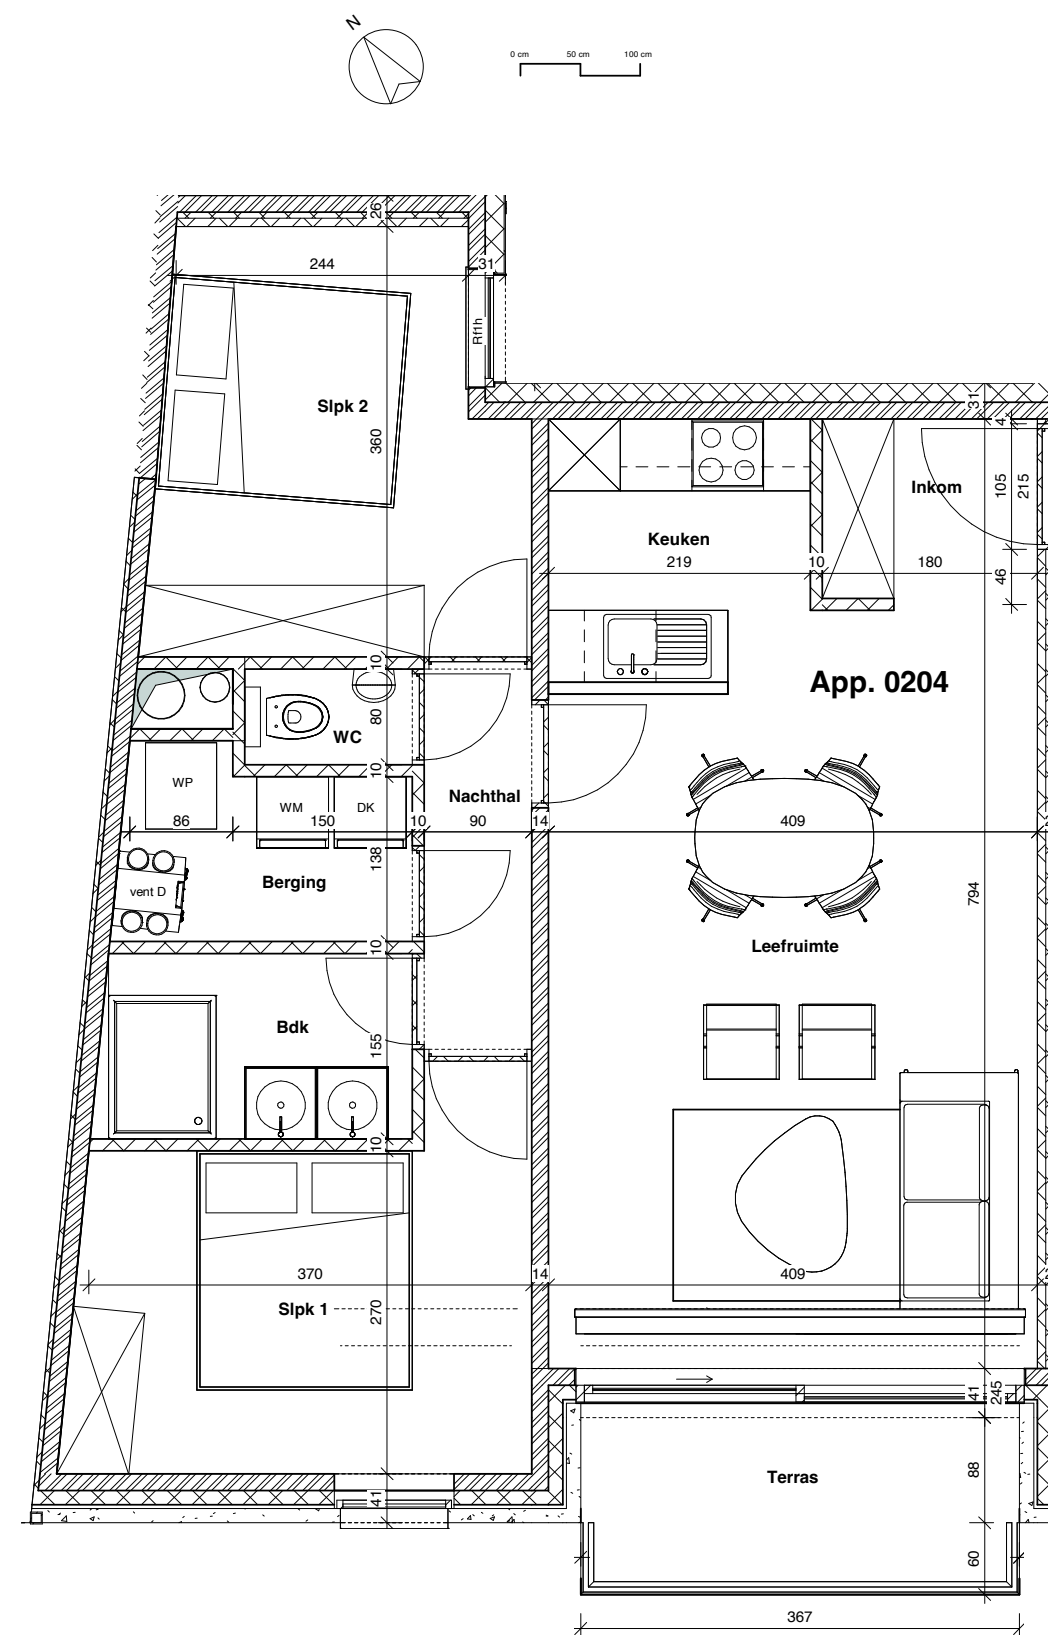 N
0 cm 50 cm 100 cm
26
244 31
Rf1h
Slpk 2
360
31
4
Inkom
105 215
Keuken
219 10 180
46
10
App. 0204
80
WC
10
WP
WM DK
Nachthal
86 150 10 90 14 409
138
Berging
vent D
794
10
Leefruimte
Bdk
155
10
370 14 409
Slpk 1
270
41 245
Terras
88
41
60
367